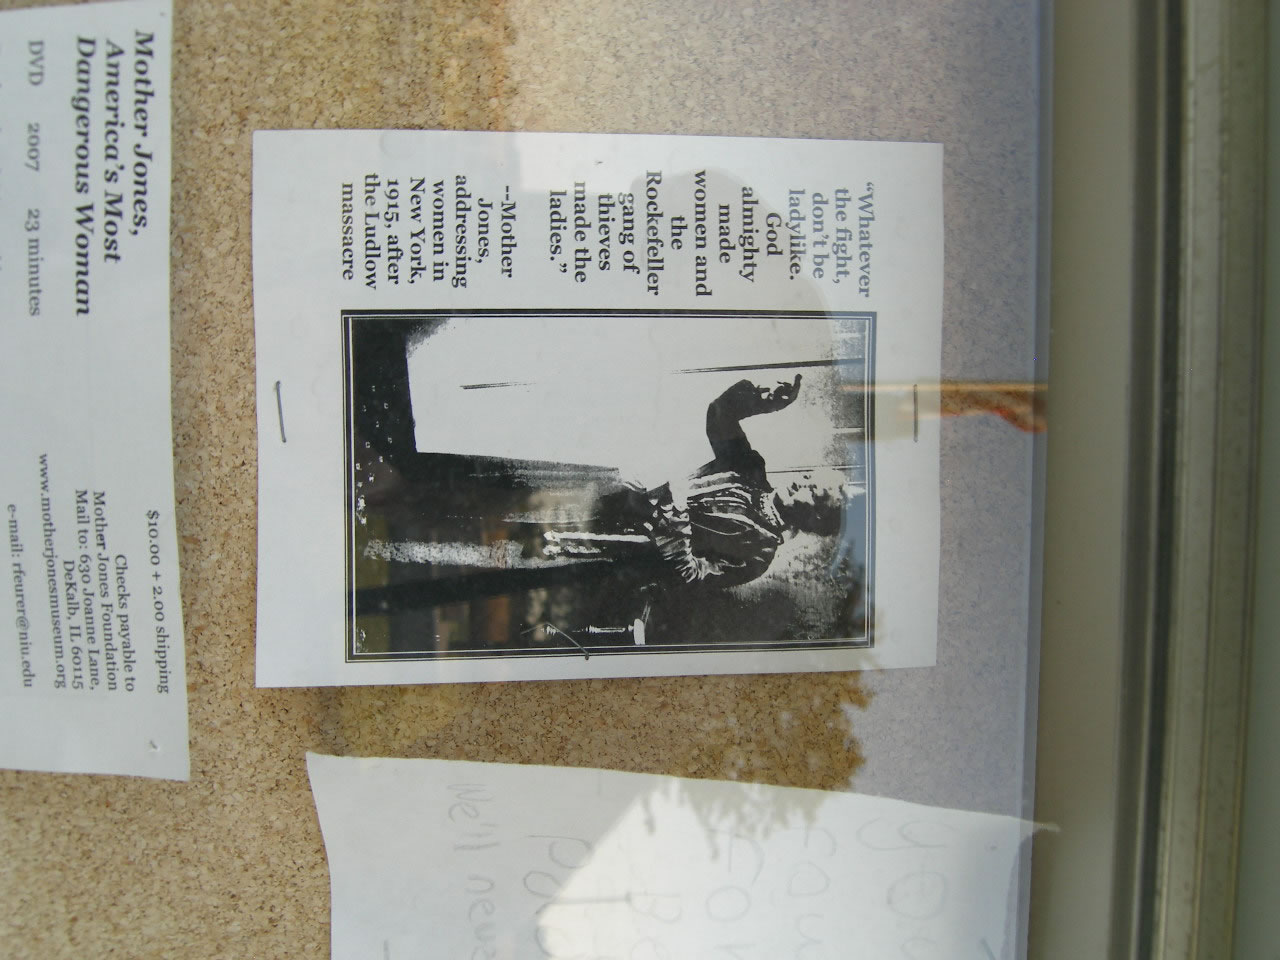 "Whatever
the fight,
don't be
ladylike.
God
almighty
made
women and
the
Rockefeller
gang of
thieves
made the
ladies."
--Mother
Jones,
addressing
women in
New York,
1915, after
the Ludlow
massacre
Mother Jones,
America's Most
Dangerous Woman
DVD 2007 23 minutes
$10.00 + 2.00 shipping
Checks payable to
Mother Jones Foundation
Mail to: 630 Joanne Lane,
DeKalb, IL 60115
www.motherjonesmuseum.org
e-mail: rfeurer@niu.edu
you
For
We'll